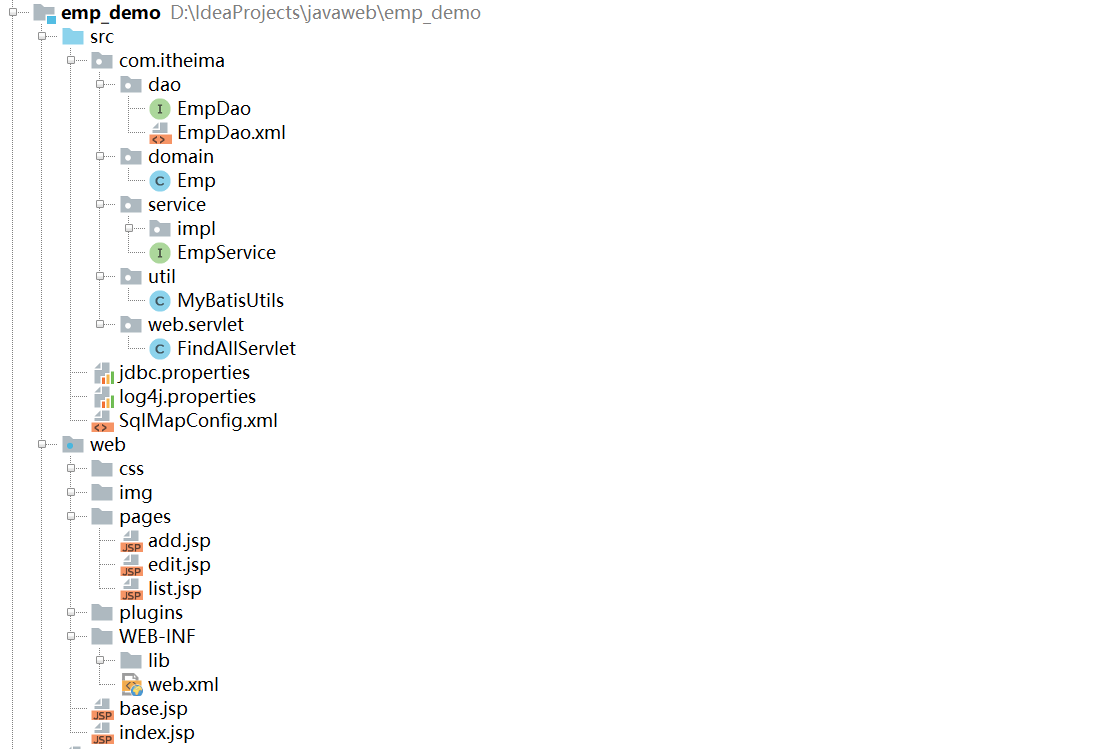 emp_demo D:\IdeaProjects\javaweb\emp_demo
src
com.itheima
dao
I EmpDao
<> EmpDao.xml
domain
C Emp
service
impl
I EmpService
util
C MyBatisUtils
web.servlet
C FindAllServlet
jdbc.properties
log4j.properties
<> SqlMapConfig.xml
web
css
img
pages
JSP add.jsp
JSP edit.jsp
JSP list.jsp
plugins
WEB-INF
lib
web.xml
JSP base.jsp
JSP index.jsp